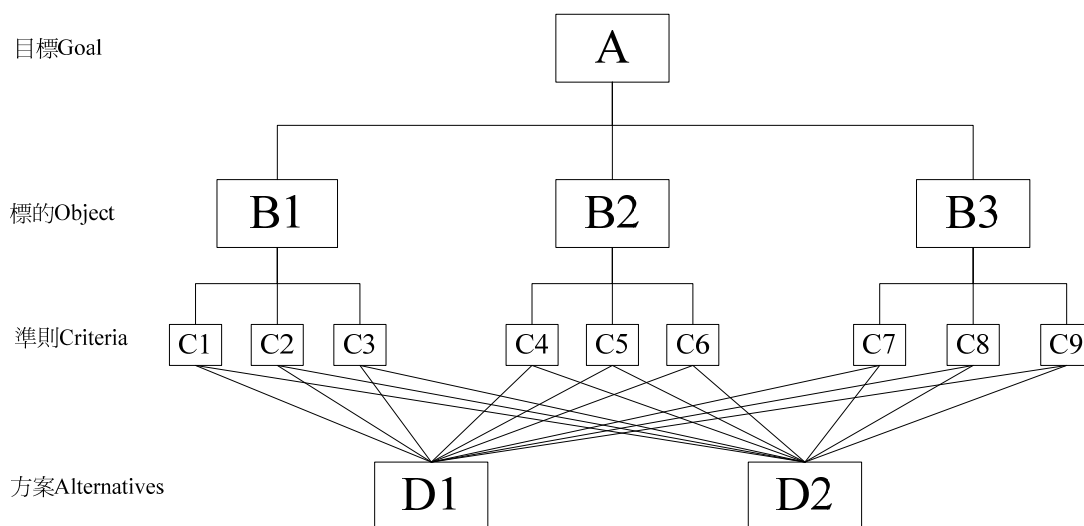 目標Goal
A
標的Object
B1
B2
B3
準則Criteria
C1
C2
C3
C4
C5
C6
C7
C8
C9
方案Alternatives
D1
D2